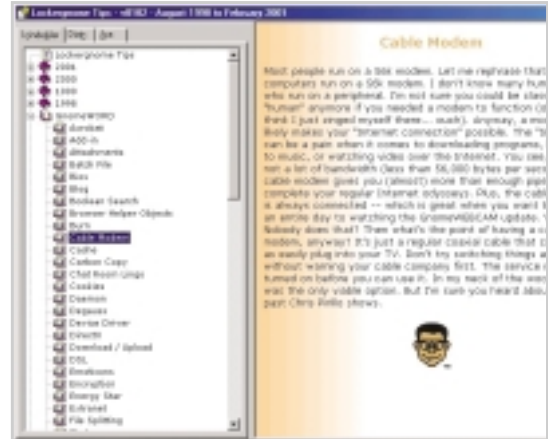 Lockergnome Tips - v0102 - August 1998 to February 2001
Lockergnome Tips
2001
2000
1999
1998
GnomeWORD
Acrobat
Add-in
Attachments
Batch File
Bios
Blog
Boolean Search
Browser Helper Objects
Burn
Cable Modem
Cache
Carbon Copy
Chat Room Lingo
Cookies
Daemon
Degauss
Device Driver
DirectX
Download / Upload
DSL
Emoticons
Encryption
Energy Star
Extranet
File Splitting
Cable Modem
Most people run on a 56K modem. Let me rephrase that
computers run on a 56k modem. I don't know many hum
who run on a peripheral. I'm not sure you could be class
"human" anymore if you needed a modem to function (d
think I just singed myself there... ouch). Anyway, a mo
likely makes your "Internet connection" possible. The "b
can be a pain when it comes to downloading programs,
to music, or watching video over the Internet. You see,
not a lot of bandwidth (less than 56,000 bytes per seco
cable modem gives you (almost) more than enough pipe
complete your regular Internet odysseys. Plus, the cabl
is always connected -- which is great when you want t
an entire day to watching the GnomeWEBCAM update.
Nobody does that? Then what's the point of having a c
modem, anyway? It's just a regular coaxial cable that c
as easily plug into your TV. Don't try switching things a
without warning your cable company first. The service
turned on before you can use it. In my neck of the woo
was the only viable option. But I'm sure you heard abou
past Chris Pirillo shows.